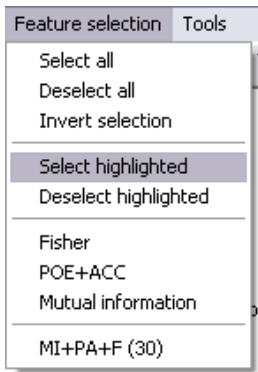 Feature selection Tools
Select all
Deselect all
Invert selection
Select highlighted
Deselect highlighted
Fisher
POE+ACC
Mutual information
MI+PA+F (30)